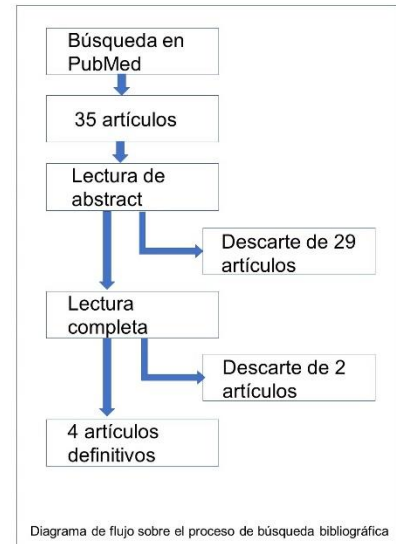 Búsqueda en
PubMed
35 artículos
Lectura de
abstract
Descarte de 29
artículos
Lectura
completa
Descarte de 2
artículos
4 artículos
definitivos
Diagrama de flujo sobre el proceso de búsqueda bibliográfica